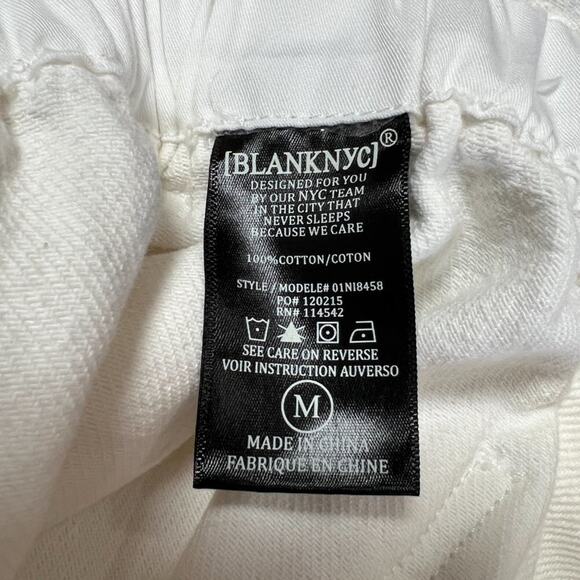 [BLANKNYC]®
DESIGNED FOR YOU
BY OUR NYC TEAM
IN THE CITY THAT
NEVER SLEEPS
BECAUSE WE CARE
100%COTTON/COTON
STYLE / MODELE# 01NI8458
PO# 120215
RN# 114542
SEE CARE ON REVERSE
VOIR INSTRUCTION AUVERSO
M
MADE IN CHINA
FABRIQUE EN CHINE